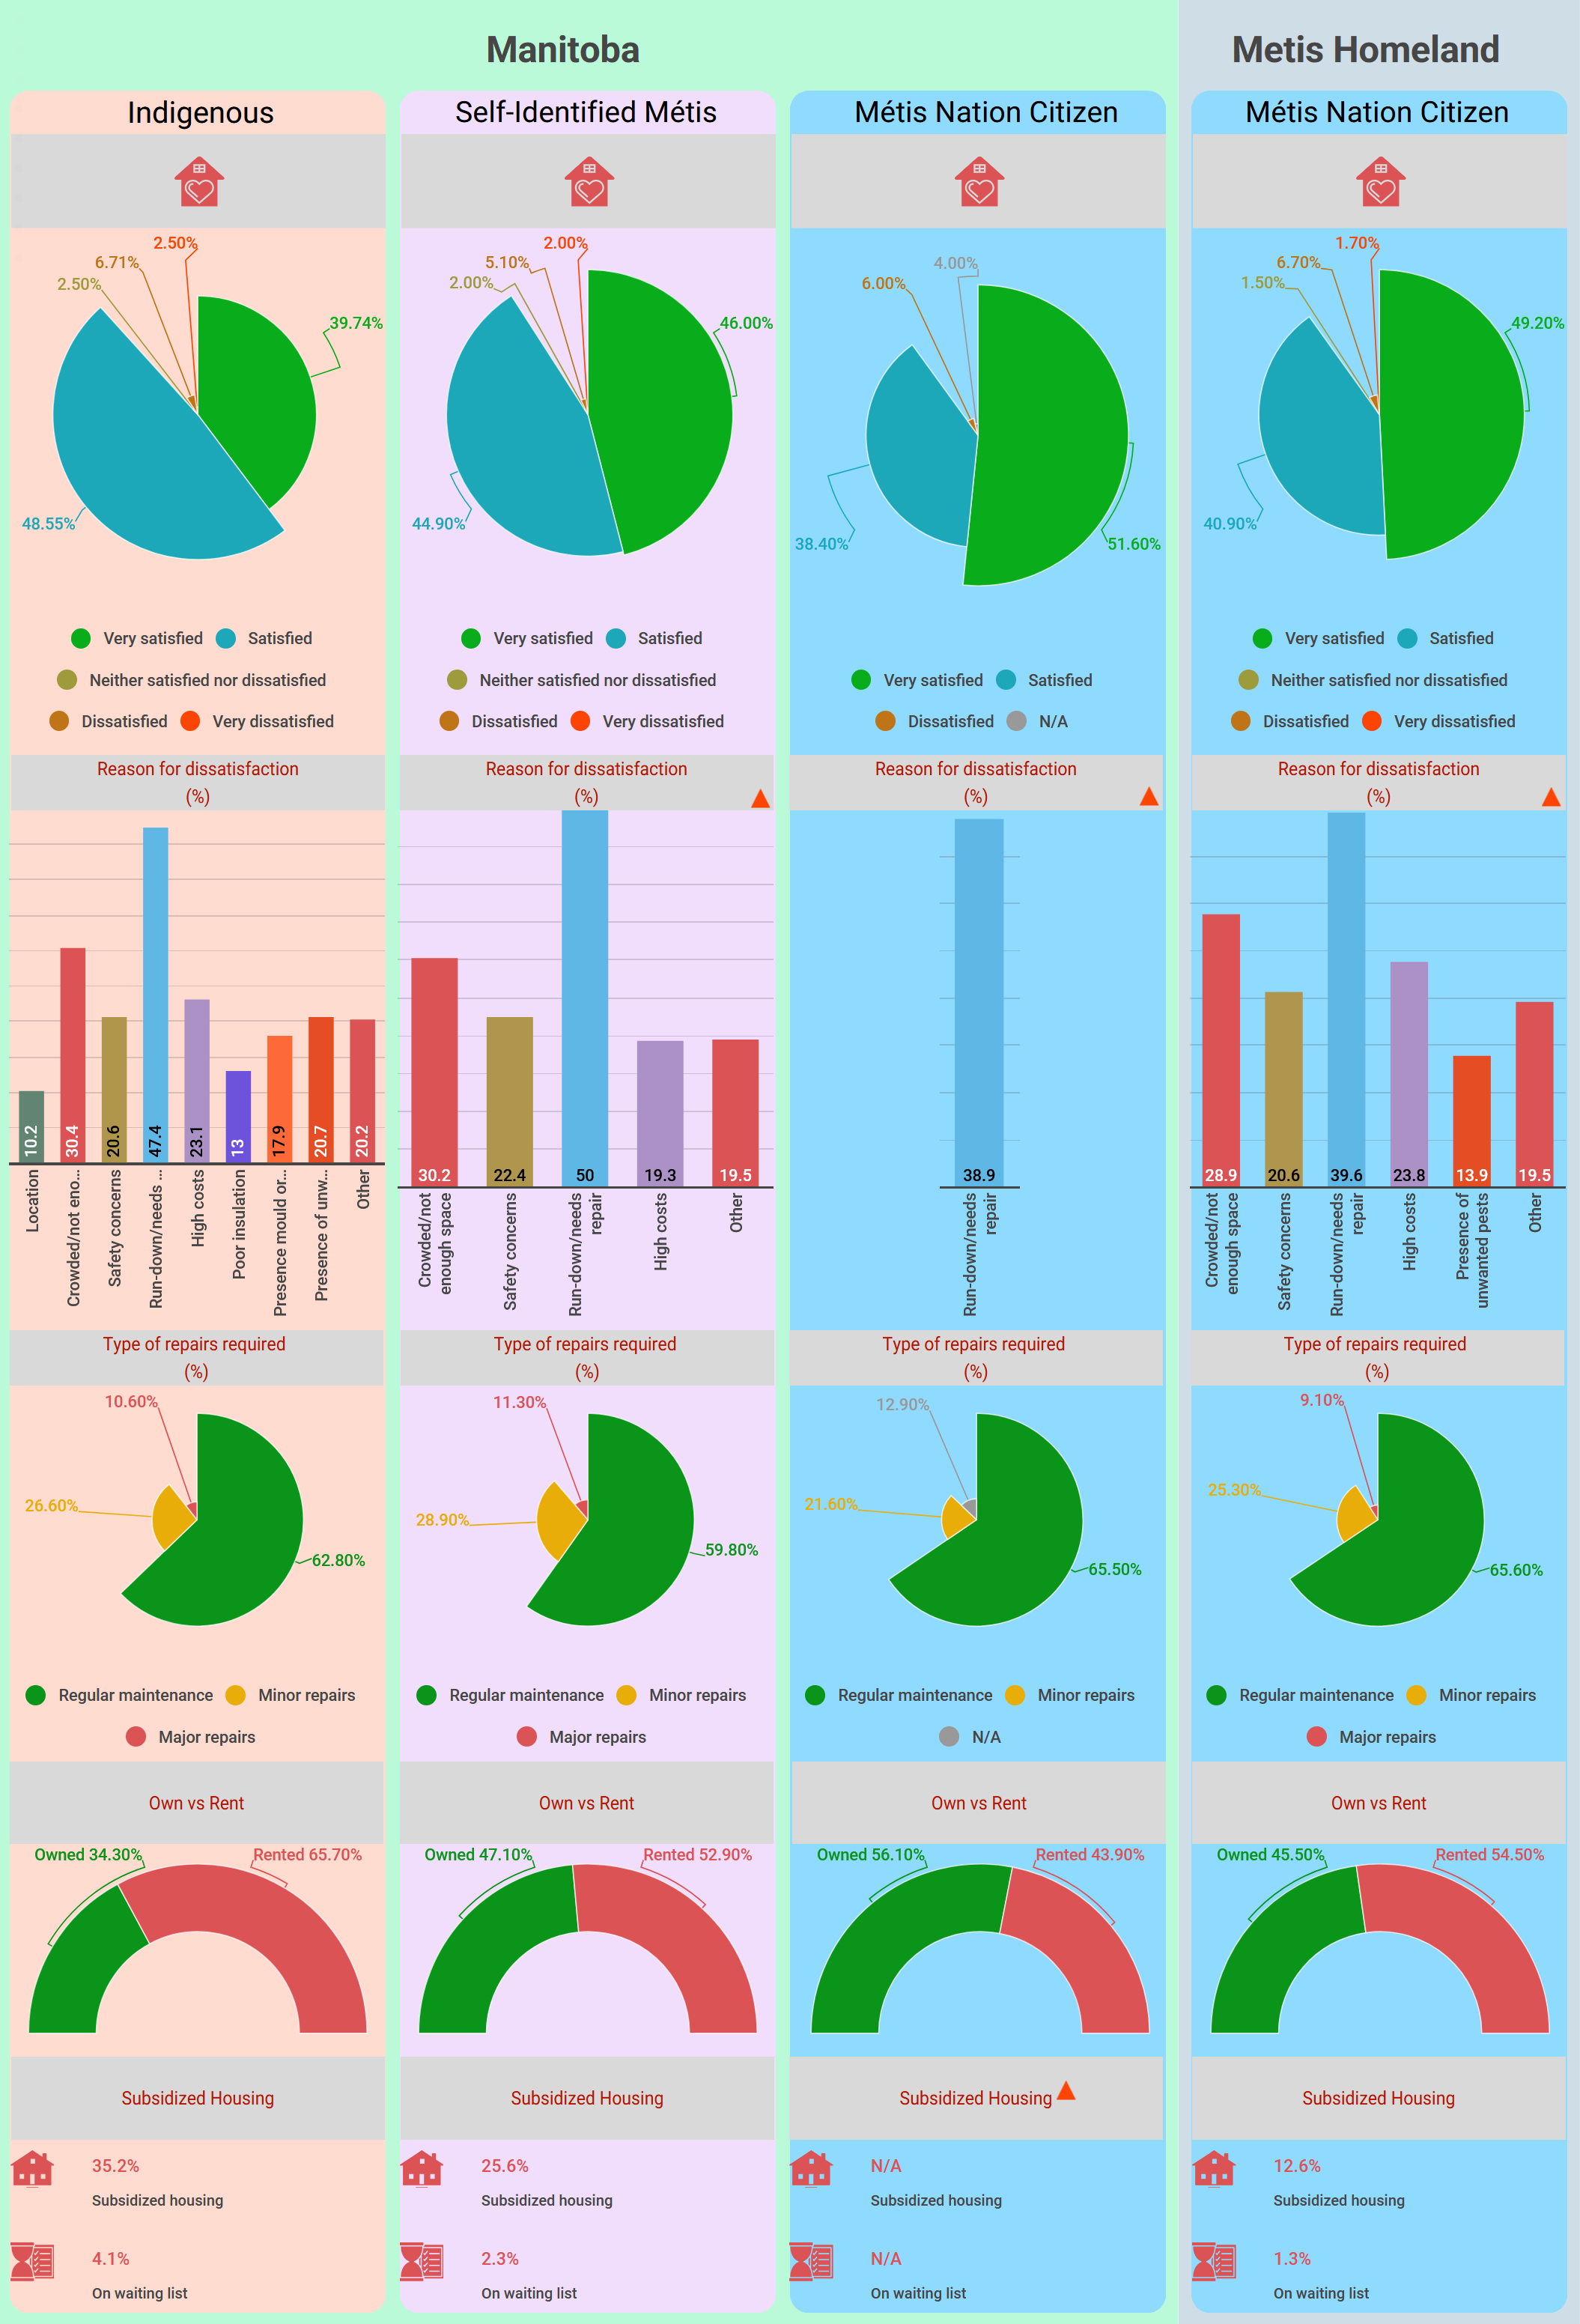 Manitoba
Metis Homeland
Indigenous
2.50%
6.71%
2.50%
39.74%
48.55%
Very satisfied
Satisfied
Neither satisfied nor dissatisfied
Dissatisfied
Very dissatisfied
Reason for dissatisfaction
(%)
10.2
30.4
20.6
47.4
23.1
13
17.9
20.7
20.2
Location
Crowded/not eno...
Safety concerns
Run-down/needs ...
High costs
Poor insulation
Presence mould or...
Presence of unw...
Other
Type of repairs required
(%)
10.60%
26.60%
62.80%
Regular maintenance
Minor repairs
Major repairs
Own vs Rent
Owned 34.30%
Rented 65.70%
Subsidized Housing
35.2%
Subsidized housing
4.1%
On waiting list
Self-Identified Métis
2.00%
5.10%
2.00%
46.00%
44.90%
Very satisfied
Satisfied
Neither satisfied nor dissatisfied
Dissatisfied
Very dissatisfied
Reason for dissatisfaction
(%)
30.2
22.4
50
19.3
19.5
Crowded/not
enough space
Safety concerns
Run-down/needs
repair
High costs
Other
Type of repairs required
(%)
11.30%
28.90%
59.80%
Regular maintenance
Minor repairs
Major repairs
Own vs Rent
Owned 47.10%
Rented 52.90%
Subsidized Housing
25.6%
Subsidized housing
2.3%
On waiting list
Métis Nation Citizen
4.00%
6.00%
38.40%
51.60%
Very satisfied
Satisfied
Dissatisfied
N/A
Reason for dissatisfaction
(%)
38.9
Run-down/needs
repair
Type of repairs required
(%)
12.90%
21.60%
65.50%
Regular maintenance
Minor repairs
N/A
Own vs Rent
Owned 56.10%
Rented 43.90%
Subsidized Housing
N/A
Subsidized housing
N/A
On waiting list
Métis Nation Citizen
1.70%
6.70%
1.50%
49.20%
40.90%
Very satisfied
Satisfied
Neither satisfied nor dissatisfied
Dissatisfied
Very dissatisfied
Reason for dissatisfaction
(%)
28.9
20.6
39.6
23.8
13.9
19.5
Crowded/not
enough space
Safety concerns
Run-down/needs
repair
High costs
Presence of
unwanted pests
Other
Type of repairs required
(%)
9.10%
25.30%
65.60%
Regular maintenance
Minor repairs
Major repairs
Own vs Rent
Owned 45.50%
Rented 54.50%
Subsidized Housing
12.6%
Subsidized housing
1.3%
On waiting list